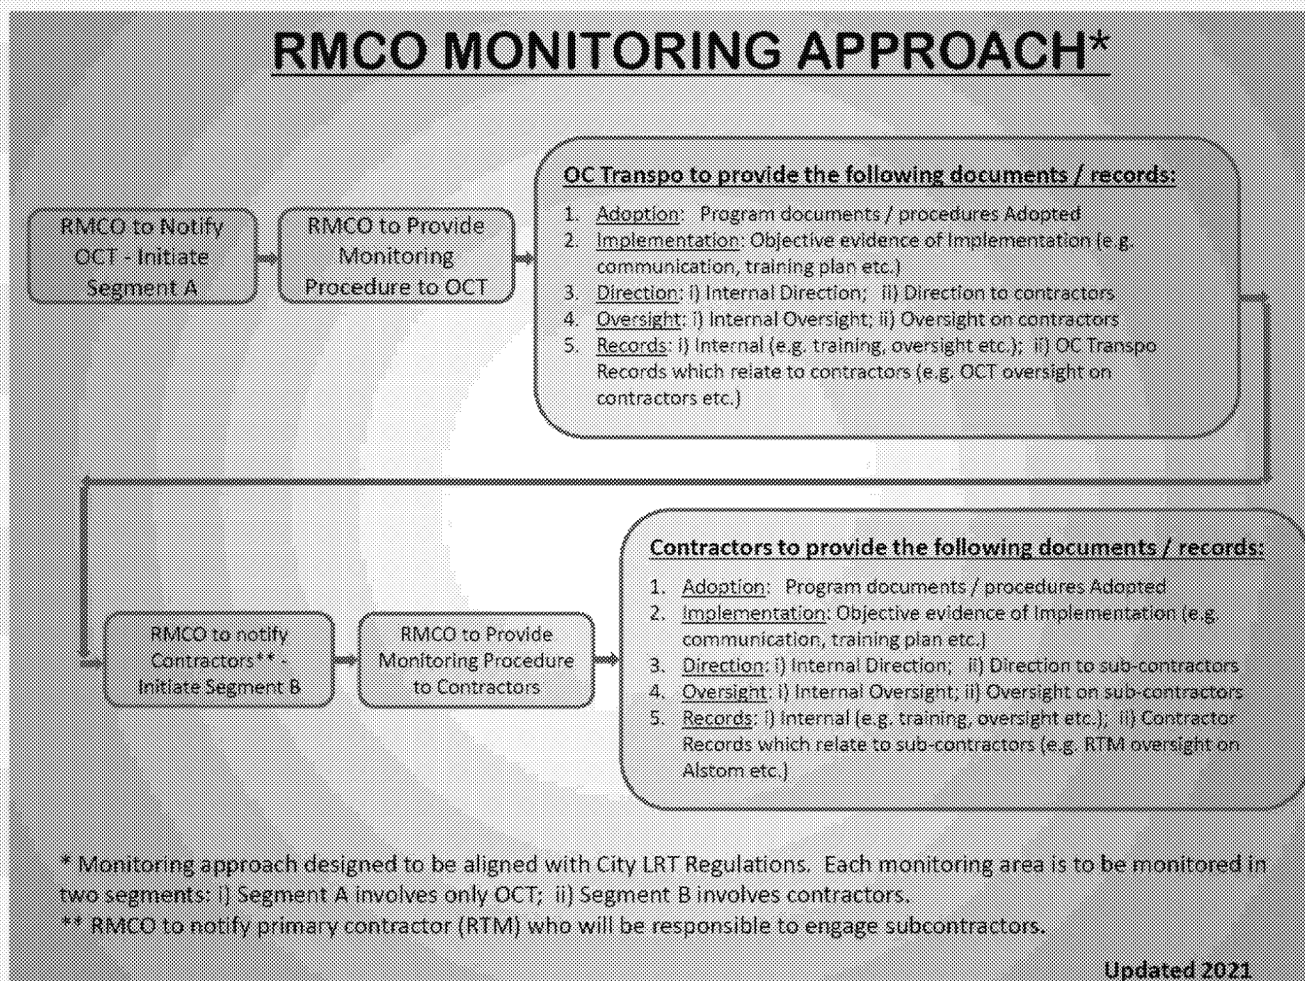 RMCO MONITORING APPROACH*
RMCO to Notify
OCT - Initiate
Segment A
RMCO to Provide
Monitoring
Procedure to OCT
OC Transpo to provide the following documents / records:
1. Adoption: Program documents / procedures Adopted
2. Implementation: Objective evidence of Implementation (e.g.
communication, training plan etc.)
3. Direction: i) Internal Direction; ii) Direction to contractors
4. Oversight: i) Internal Oversight; ii) Oversight on contractors
5. Records: i) Internal (e.g. training, oversight etc.); ii) OC Transpo
Records which relate to contractors (e.g. OCT oversight on
contractors etc.)
RMCO to notify
Contractors** -
Initiate Segment B
RMCO to Provide
Monitoring Procedure
to Contractors
Contractors to provide the following documents / records:
1. Adoption: Program documents / procedures Adopted
2. Implementation: Objective evidence of Implementation (e.g.
communication, training plan etc.)
3. Direction: i) Internal Direction; ii) Direction to sub-contractors
4. Oversight: i) Internal Oversight; ii) Oversight on sub-contractors
5. Records: i) Internal (e.g. training, oversight etc.); ii) Contractor
Records which relate to sub-contractors (e.g. RTM oversight on
Alstom etc.)
* Monitoring approach designed to be aligned with City LRT Regulations. Each monitoring area is to be monitored in
two segments: i) Segment A involves only OCT; ii) Segment B involves contractors.
** RMCO to notify primary contractor (RTM) who will be responsible to engage subcontractors.
Updated 2021